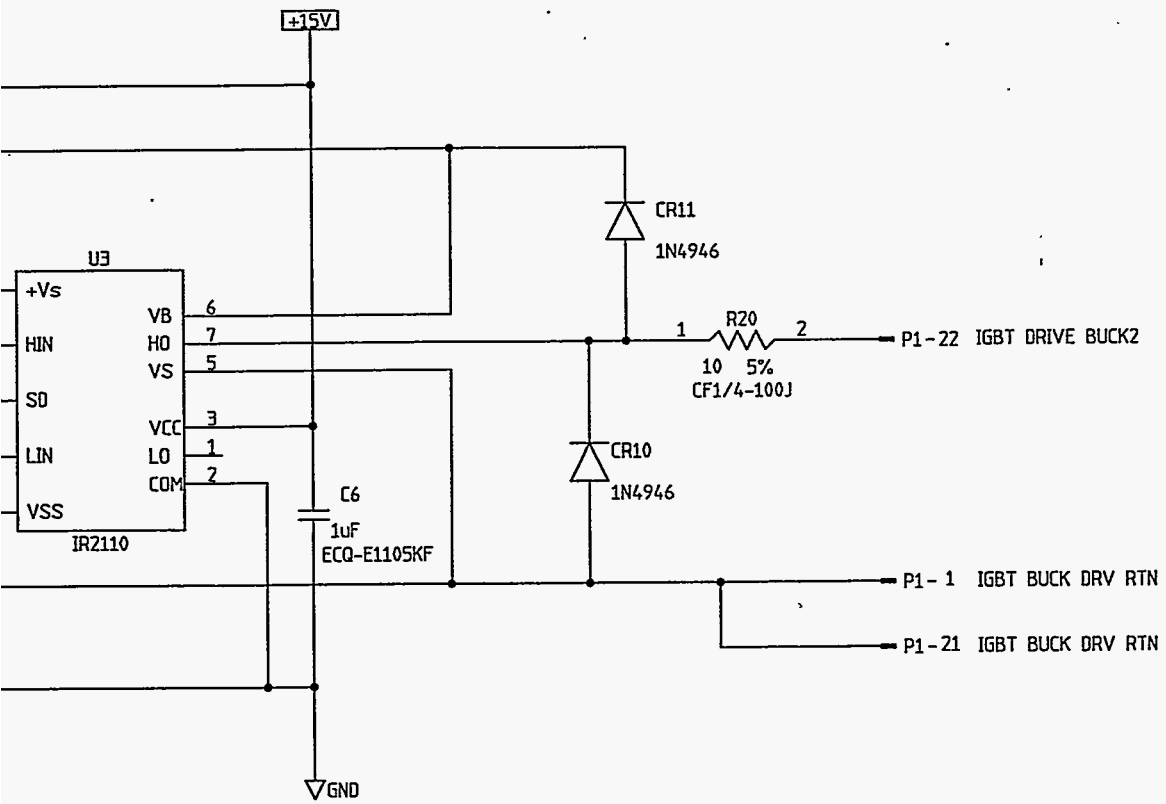 +15V
CR11
1N4946
U3
+Vs
VB 6
HIN
HO 7
VS 5
SD
VCC 3
LIN
LO 1
COM 2
VSS
IR2110
1 R20 2
10 5%
CF1/4-100J
P1-22 IGBT DRIVE BUCK2
CR10
1N4946
C6
1uF
ECQ-E1105KF
P1- 1 IGBT BUCK DRV RTN
P1-21 IGBT BUCK DRV RTN
GND